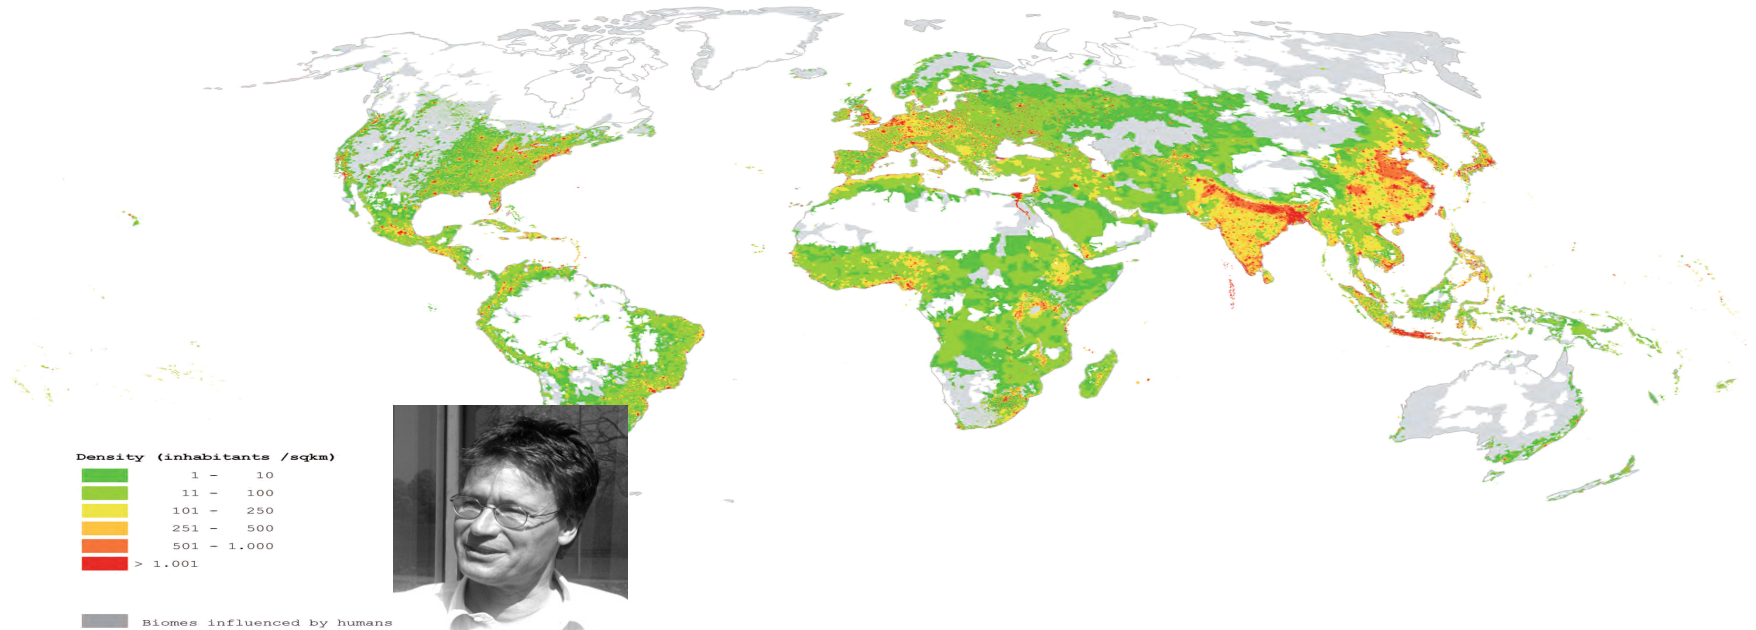 Density (inhabitants /sqkm)
1 - 10
11 - 100
101 - 250
251 - 500
501 - 1.000
> 1.001
Biomes influenced by humans